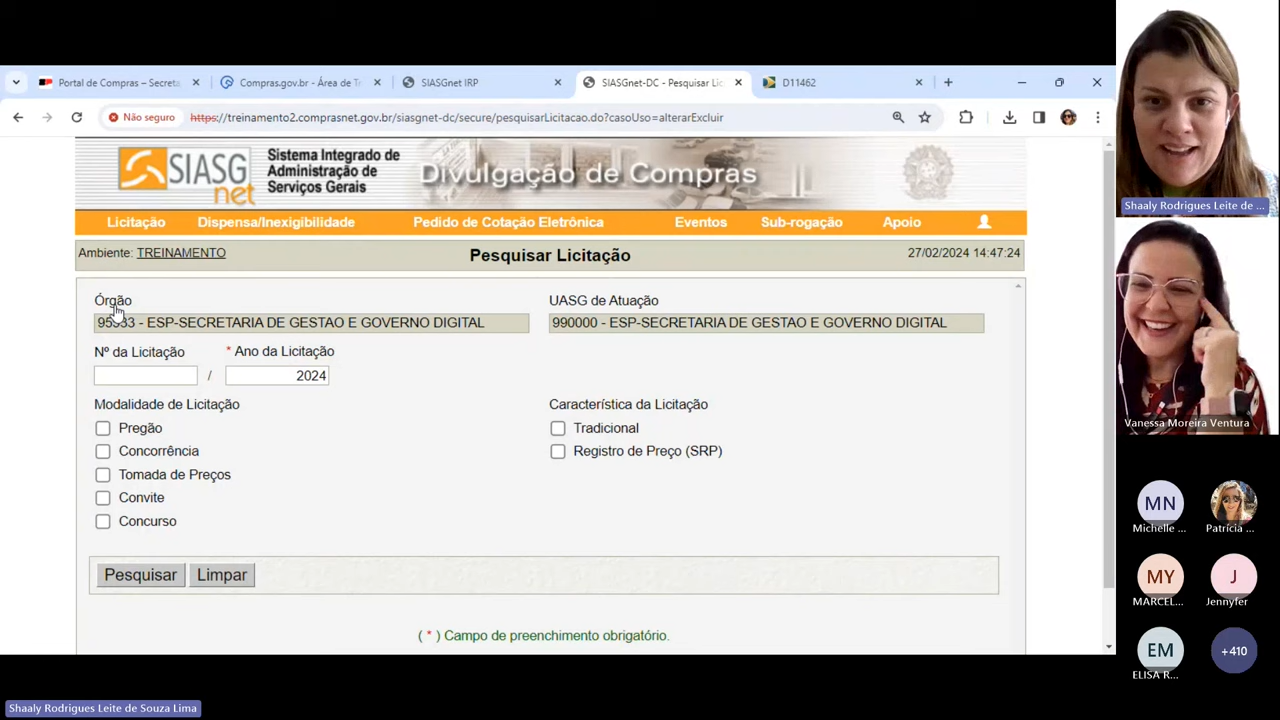 Portal de Compras – Secreta
Compras.gov.br - Área de Tr
SIASGnet IRP
SIASGnet-DC - Pesquisar Lic
D11462
Não seguro
https://treinamento2.comprasnet.gov.br/siasgnet-dc/secure/pesquisarLicitacao.do?casoUso=alterarExcluir
SIASG net
Sistema Integrado de Administração de Serviços Gerais
Divulgação de Compras
Licitação
Dispensa/Inexigibilidade
Pedido de Cotação Eletrônica
Eventos
Sub-rogação
Apoio
Ambiente: TREINAMENTO
Pesquisar Licitação
27/02/2024 14:47:24
Órgão
UASG de Atuação
- ESP-SECRETARIA DE GESTAO E GOVERNO DIGITAL
990000 - ESP-SECRETARIA DE GESTAO E GOVERNO DIGITAL
Nº da Licitação
* Ano da Licitação
/
2024
Modalidade de Licitação
Característica da Licitação
Pregão
Tradicional
Concorrência
Registro de Preço (SRP)
Tomada de Preços
Convite
Concurso
Pesquisar
Limpar
( * ) Campo de preenchimento obrigatório.
Shaaly Rodrigues Leite de ...
Vanessa Moreira Ventura
MN
Michelle ...
Patrícia ...
MY
MARCEL...
J
Jennyfer
EM
ELISA R...
+410
Shaaly Rodrigues Leite de Souza Lima